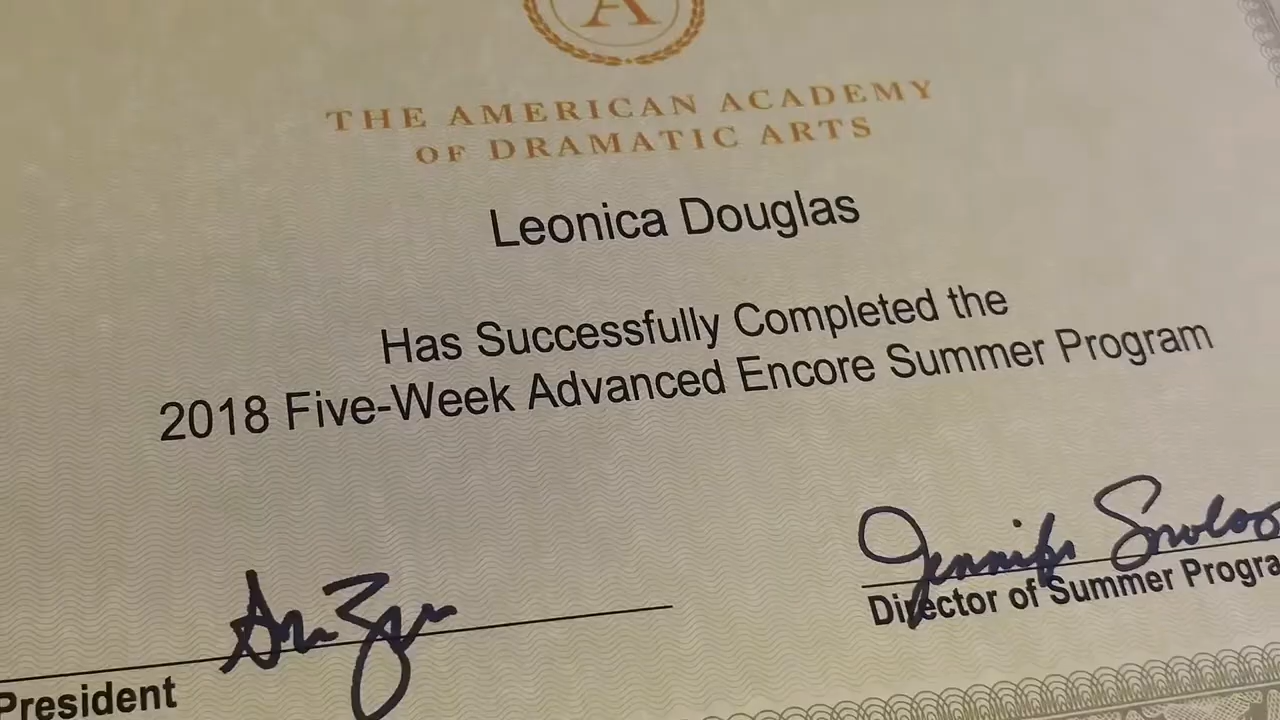 A
THE AMERICAN ACADEMY
OF DRAMATIC ARTS
Leonica Douglas
Has Successfully Completed the
2018 Five-Week Advanced Encore Summer Program
Jennifer
Director of Summer Progra
President